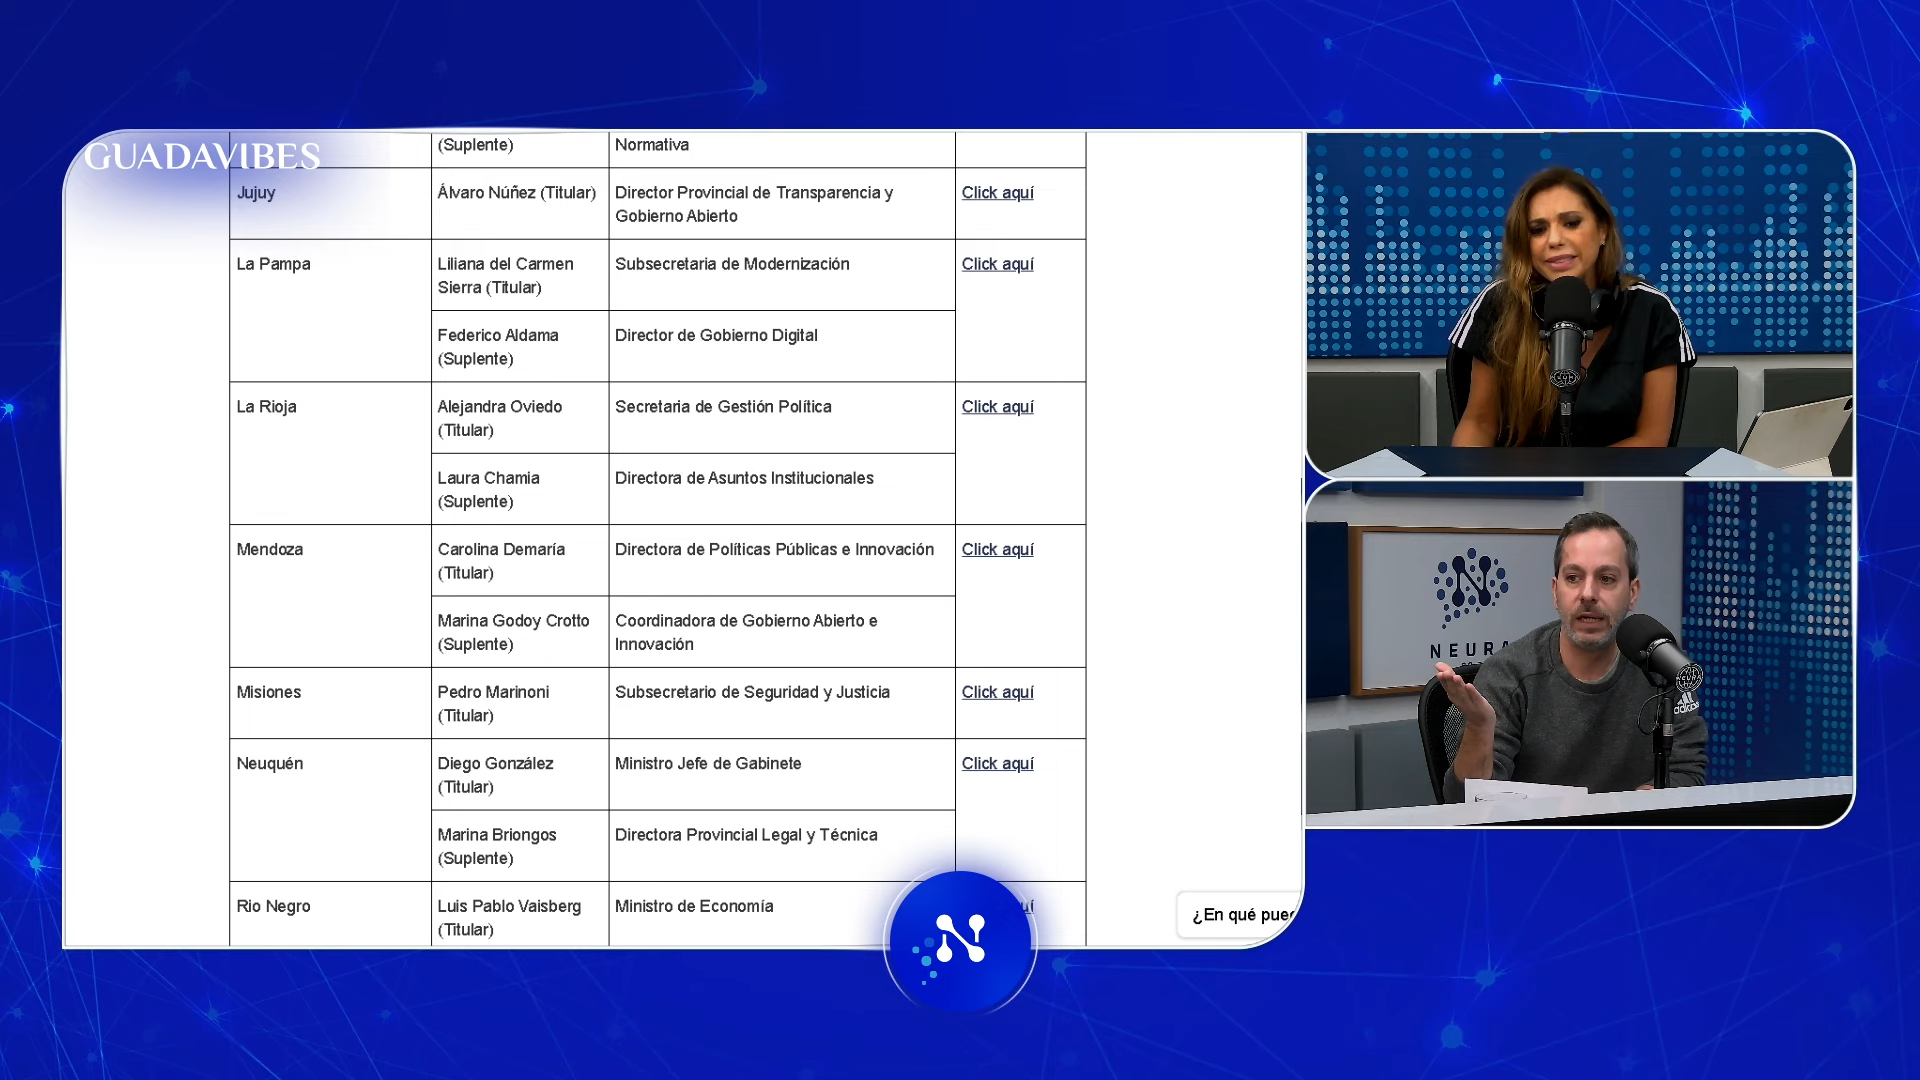 GUADAVIBES
(Suplente)
Normativa
Jujuy
Álvaro Núñez (Titular)
Director Provincial de Transparencia y
Gobierno Abierto
Click aquí
La Pampa
Liliana del Carmen
Sierra (Titular)
Subsecretaria de Modernización
Click aquí
Federico Aldama
(Suplente)
Director de Gobierno Digital
La Rioja
Alejandra Oviedo
(Titular)
Secretaria de Gestión Política
Click aquí
Laura Chamia
(Suplente)
Directora de Asuntos Institucionales
Mendoza
Carolina Demaría
(Titular)
Directora de Políticas Públicas e Innovación
Click aquí
Marina Godoy Crotto
(Suplente)
Coordinadora de Gobierno Abierto e
Innovación
Misiones
Pedro Marinoni
(Titular)
Subsecretario de Seguridad y Justicia
Click aquí
Neuquén
Diego González
(Titular)
Ministro Jefe de Gabinete
Click aquí
Marina Briongos
(Suplente)
Directora Provincial Legal y Técnica
Rio Negro
Luis Pablo Vaisberg
(Titular)
Ministro de Economía
¿En qué pue
NEURA
adidas
N